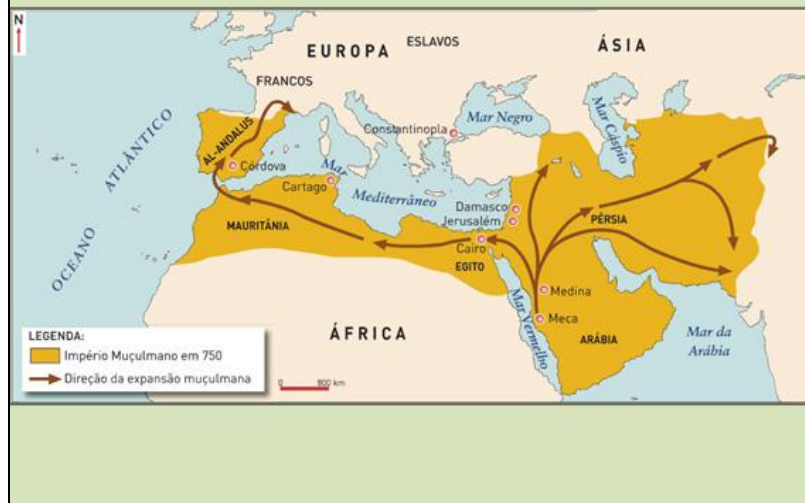 N
EUROPA
ESLAVOS
ÁSIA
FRANCOS
OCEANO ATLÂNTICO
AL-ANDALUS
Córdova
Constantinopla
Mar Negro
Mar Cáspio
Cartago
Mar Mediterrâneo
MAURITÂNIA
Damasco
Jerusalém
PÉRSIA
Cairo
EGITO
Medina
Meca
Mar Vermelho
ARÁBIA
Mar da
Arábia
ÁFRICA
LEGENDA:
Império Muçulmano em 750
Direção da expansão muçulmana
0 800 km